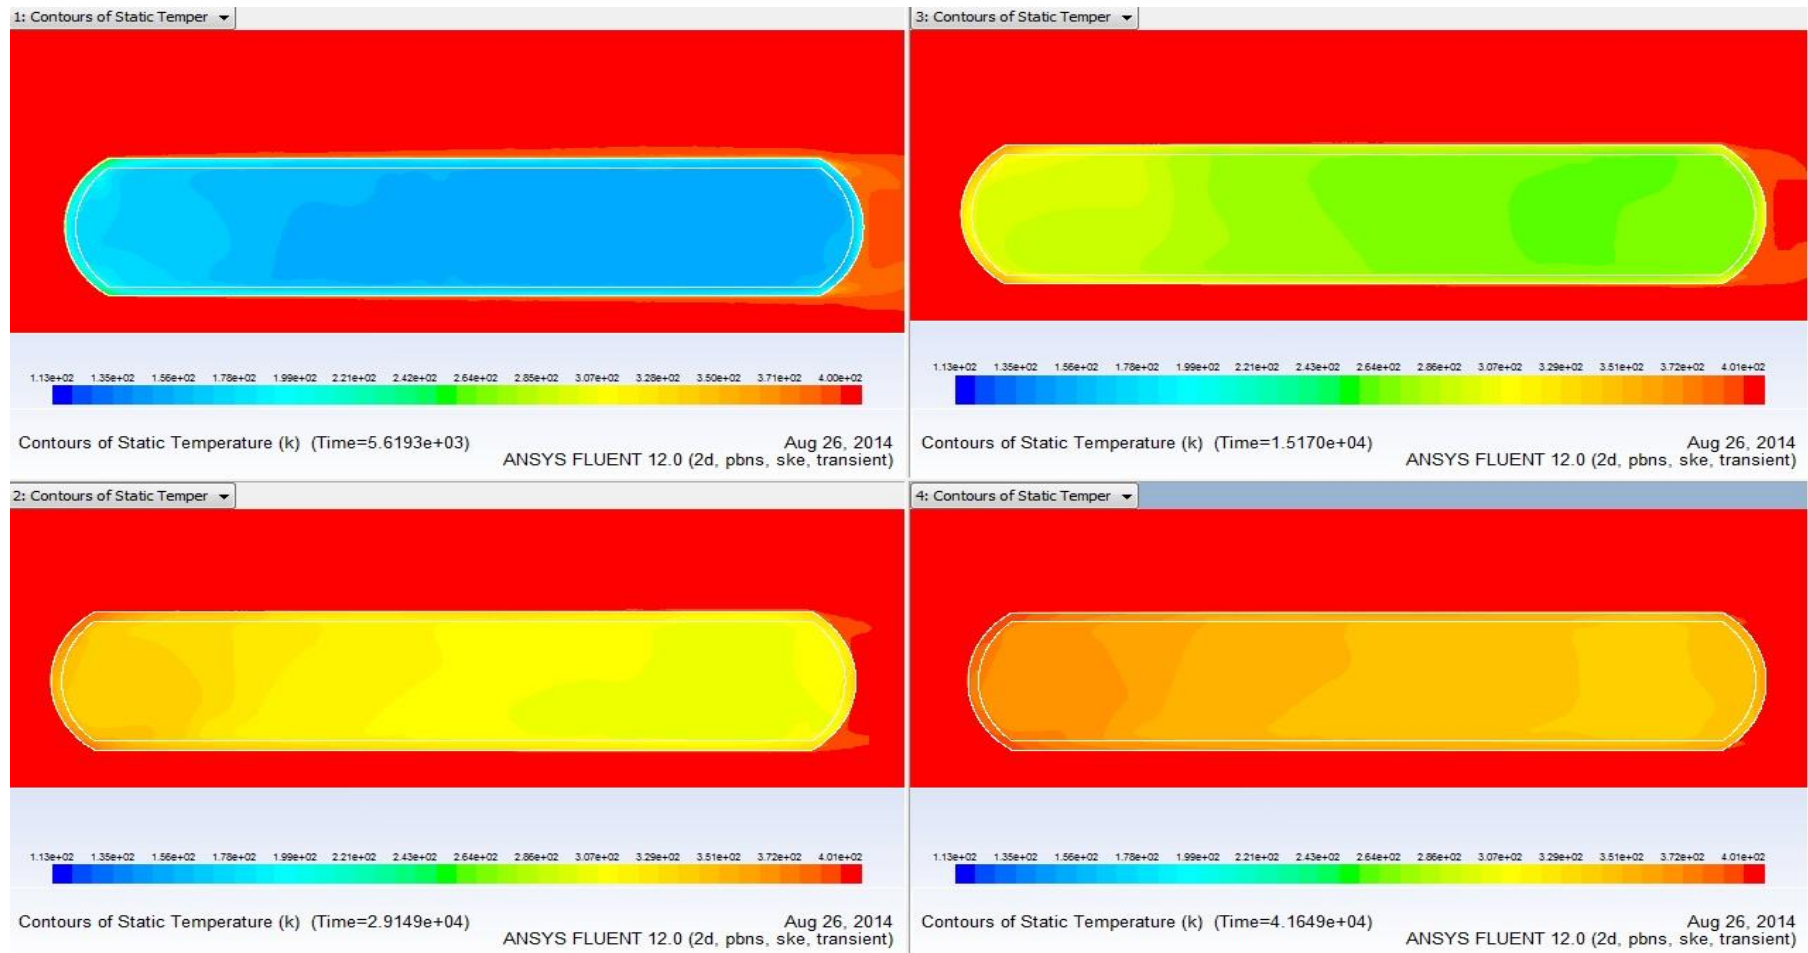 1: Contours of Static Temper
1.13e+02 1.35e+02 1.56e+02 1.78e+02 1.99e+02 2.21e+02 2.42e+02 2.64e+02 2.85e+02 3.07e+02 3.28e+02 3.50e+02 3.71e+02 4.00e+02
Contours of Static Temperature (k) (Time=5.6193e+03)
Aug 26, 2014
ANSYS FLUENT 12.0 (2d, pbns, ske, transient)
3: Contours of Static Temper
1.13e+02 1.35e+02 1.56e+02 1.78e+02 1.99e+02 2.21e+02 2.43e+02 2.64e+02 2.86e+02 3.07e+02 3.29e+02 3.51e+02 3.72e+02 4.01e+02
Contours of Static Temperature (k) (Time=1.5170e+04)
Aug 26, 2014
ANSYS FLUENT 12.0 (2d, pbns, ske, transient)
2: Contours of Static Temper
1.13e+02 1.35e+02 1.56e+02 1.78e+02 1.99e+02 2.21e+02 2.43e+02 2.64e+02 2.86e+02 3.07e+02 3.29e+02 3.51e+02 3.72e+02 4.01e+02
Contours of Static Temperature (k) (Time=2.9149e+04)
Aug 26, 2014
ANSYS FLUENT 12.0 (2d, pbns, ske, transient)
4: Contours of Static Temper
1.13e+02 1.35e+02 1.56e+02 1.78e+02 1.99e+02 2.21e+02 2.43e+02 2.64e+02 2.86e+02 3.07e+02 3.29e+02 3.51e+02 3.72e+02 4.01e+02
Contours of Static Temperature (k) (Time=4.1649e+04)
Aug 26, 2014
ANSYS FLUENT 12.0 (2d, pbns, ske, transient)